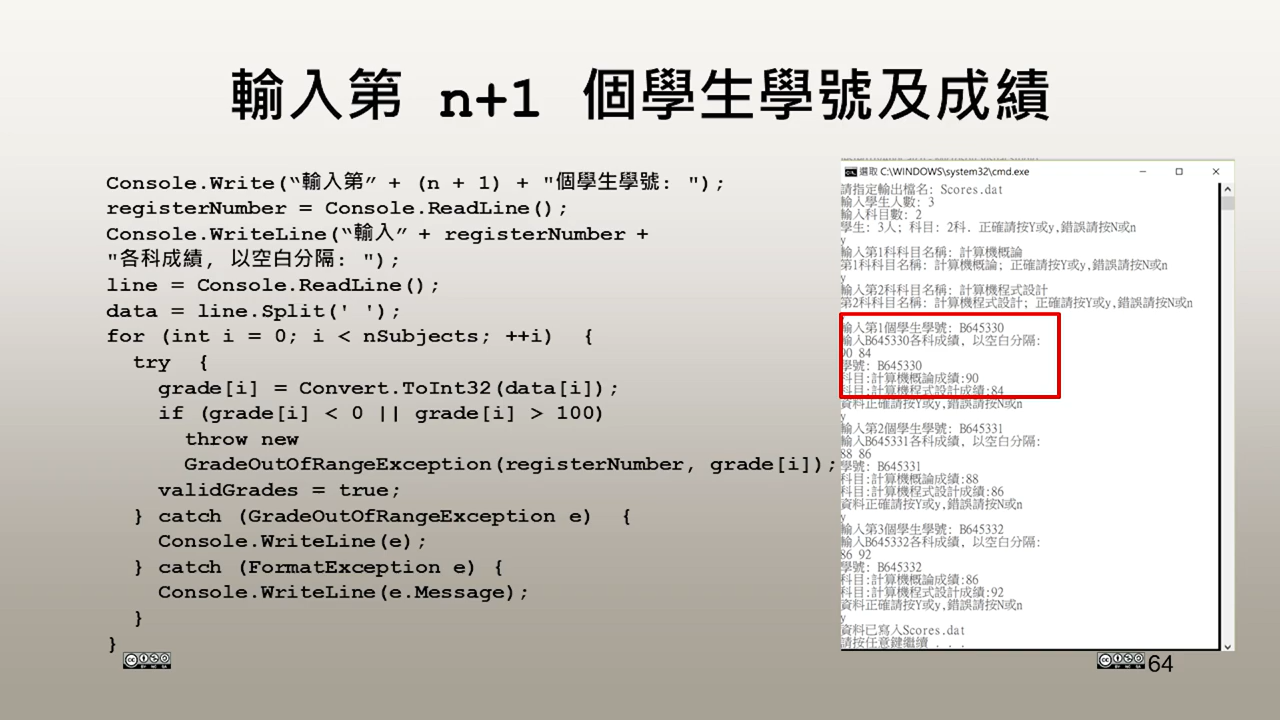 輸入第 n+1 個學生學號及成績
Console.Write(“輸入第” + (n + 1) + "個學生學號: ");
registerNumber = Console.ReadLine();
Console.WriteLine(“輸入” + registerNumber +
"各科成績, 以空白分隔: ");
line = Console.ReadLine();
data = line.Split(' ');
for (int i = 0; i < nSubjects; ++i) {
try {
grade[i] = Convert.ToInt32(data[i]);
if (grade[i] < 0 || grade[i] > 100)
throw new
GradeOutOfRangeException(registerNumber, grade[i]);
validGrades = true;
} catch (GradeOutOfRangeException e) {
Console.WriteLine(e);
} catch (FormatException e) {
Console.WriteLine(e.Message);
}
}
選取 C:\WINDOWS\system32\cmd.exe
請指定輸出檔名: Scores.dat
輸入學生人數: 3
輸入科目數: 2
學生: 3人; 科目: 2科. 正確請按Y或y,錯誤請按N或n
y
輸入第1科科目名稱: 計算機概論
第1科科目名稱: 計算機概論; 正確請按Y或y,錯誤請按N或n
y
輸入第2科科目名稱: 計算機程式設計
第2科科目名稱: 計算機程式設計; 正確請按Y或y,錯誤請按N或n
輸入第1個學生學號: B645330
輸入B645330各科成績, 以空白分隔:
90 84
學號: B645330
科目:計算機概論成績:90
科目:計算機程式設計成績:84
資料正確請按Y或y,錯誤請按N或n
y
輸入第2個學生學號: B645331
輸入B645331各科成績, 以空白分隔:
88 86
學號: B645331
科目:計算機概論成績:88
科目:計算機程式設計成績:86
資料正確請按Y或y,錯誤請按N或n
y
輸入第3個學生學號: B645332
輸入B645332各科成績, 以空白分隔:
86 92
學號: B645332
科目:計算機概論成績:86
科目:計算機程式設計成績:92
資料正確請按Y或y,錯誤請按N或n
y
資料已寫入Scores.dat
請按任意鍵繼續 . . .
64